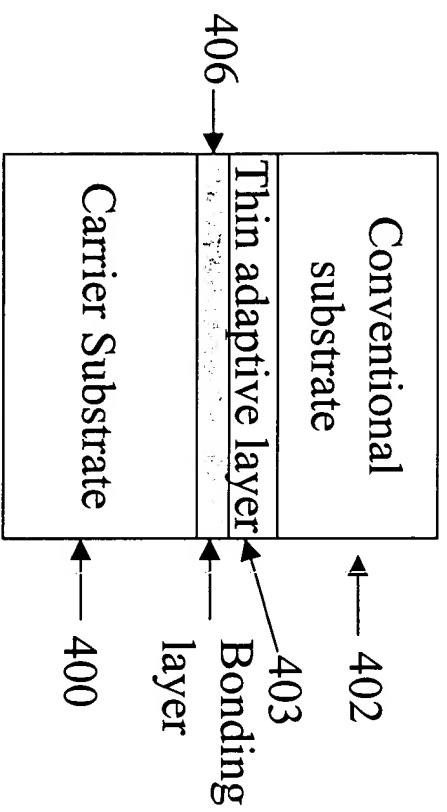 Conventional
substrate
402
Thin adaptive layer
403
406
Bonding
layer
Carrier Substrate
400